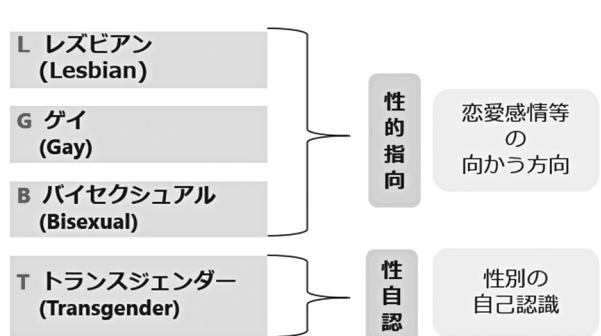 L レズビアン
(Lesbian)
G ゲイ
(Gay)
B バイセクシュアル
(Bisexual)
性的指向
恋愛感情等
の
向かう方向
T トランスジェンダー
(Transgender)
性自認
性別の
自己認識